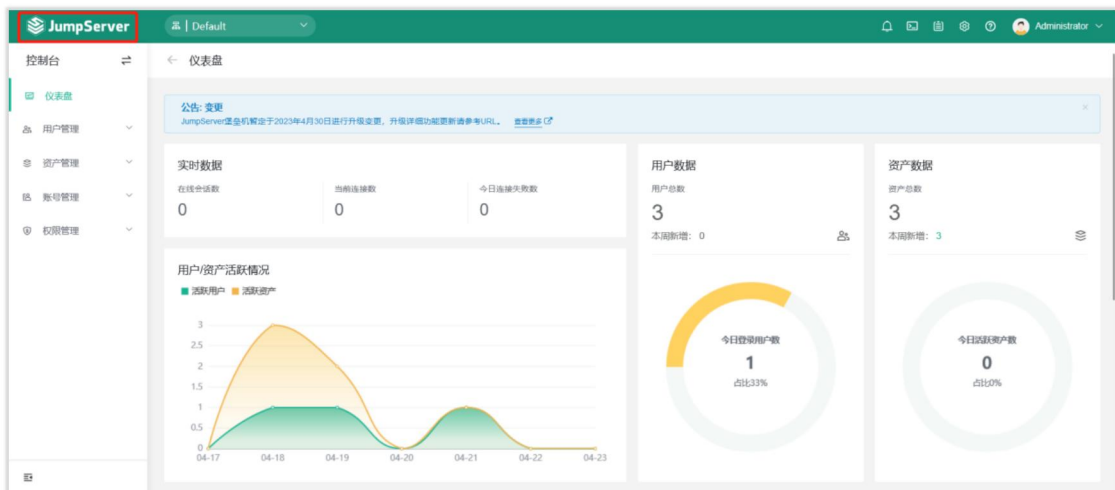 JumpServer
Default
Administrator
控制台
仪表盘
仪表盘
用户管理
资产管理
账号管理
权限管理
公告: 变更
JumpServer堡垒机暂定于2023年4月30日进行升级变更，升级详细功能更新请参考URL。 查看更多
实时数据
在线会话数
当前连接数
今日连接失败数
0
0
0
用户数据
用户总数
3
本周新增: 0
资产数据
资产总数
3
本周新增: 3
用户/资产活跃情况
活跃用户 活跃资产
3
2.5
2
1.5
1
0.5
0
04-17 04-18 04-19 04-20 04-21 04-22 04-23
今日登录用户数
1
占比33%
今日活跃资产数
0
占比0%